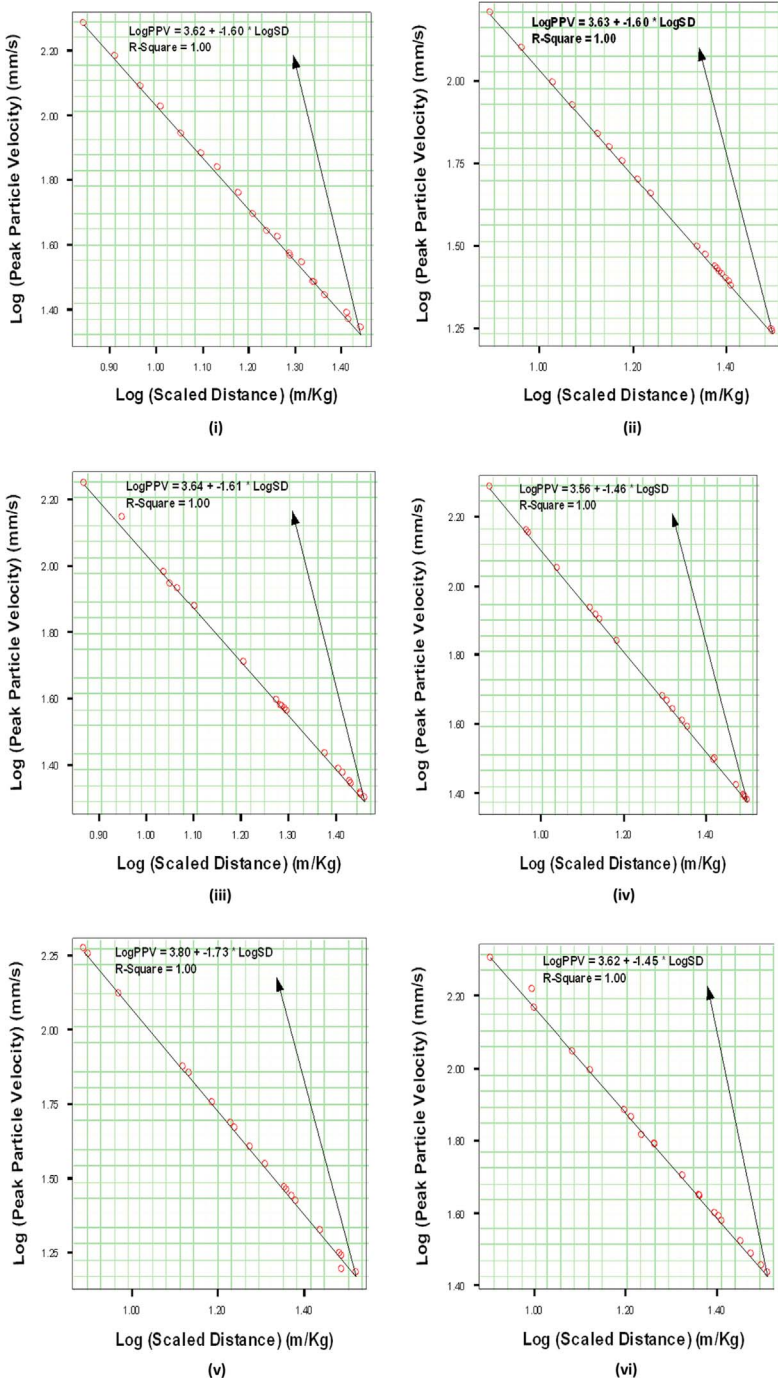 LogPPV = 3.62 + -1.60 * LogSD
R-Square = 1.00
2.20
2.00
1.80
1.60
1.40
0.90
1.00
1.10
1.20
1.30
1.40
Log (Peak Particle Velocity) (mm/s)
Log (Scaled Distance) (m/Kg)
(i)
LogPPV = 3.63 + -1.60 * LogSD
R-Square = 1.00
2.00
1.75
1.50
1.25
1.00
1.20
1.40
Log (Peak Particle Velocity) (mm/s)
Log (Scaled Distance) (m/Kg)
(ii)
LogPPV = 3.64 + -1.61 * LogSD
R-Square = 1.00
2.20
2.00
1.80
1.60
1.40
0.90
1.00
1.10
1.20
1.30
1.40
Log (Peak Particle Velocity) (mm/s)
Log (Scaled Distance) (m/Kg)
(iii)
LogPPV = 3.56 + -1.46 * LogSD
R-Square = 1.00
2.20
2.00
1.80
1.60
1.40
1.00
1.20
1.40
Log (Peak Particle Velocity) (mm/s)
Log (Scaled Distance) (m/Kg)
(iv)
LogPPV = 3.80 + -1.73 * LogSD
R-Square = 1.00
2.25
2.00
1.75
1.50
1.25
1.00
1.20
1.40
Log (Peak Particle Velocity) (mm/s)
Log (Scaled Distance) (m/Kg)
(v)
LogPPV = 3.62 + -1.45 * LogSD
R-Square = 1.00
2.20
2.00
1.80
1.60
1.40
1.00
1.20
1.40
Log (Peak Particle Velocity) (mm/s)
Log (Scaled Distance) (m/Kg)
(vi)